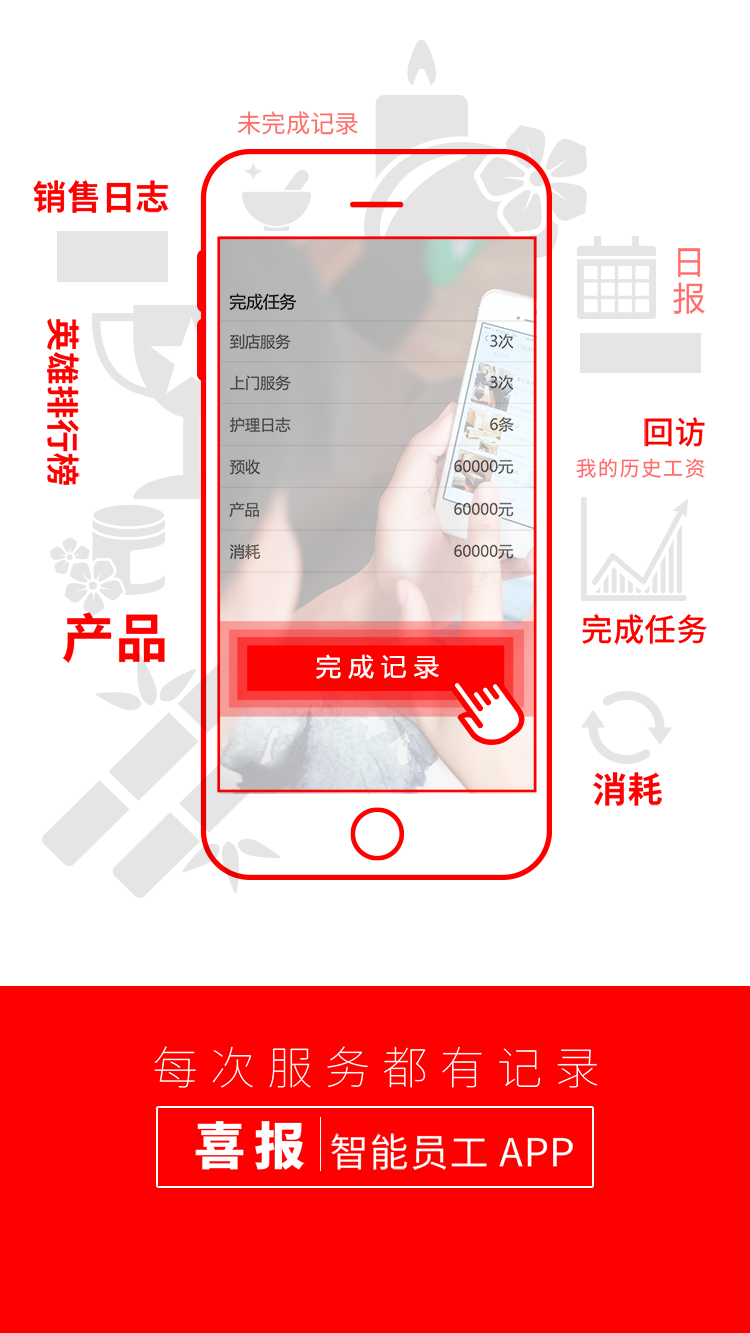 未完成记录
销售日志
日报
英雄排行榜
完成任务
到店服务 3次
上门服务 3次
护理日志 6条
预收 60000元
产品 60000元
消耗 60000元
回访
我的历史工资
产品
完成任务
完成记录
消耗
每次服务都有记录
喜报 智能员工 APP